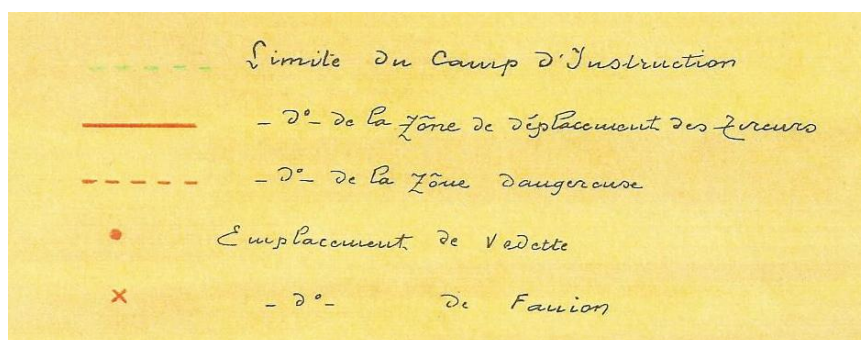 Limite du Camp d'Instruction
- d°- de la Zône de déplacement des Tireurs
- d°- de la Zône dangereuse
Emplacement de Vedette
- d°- de Fanion